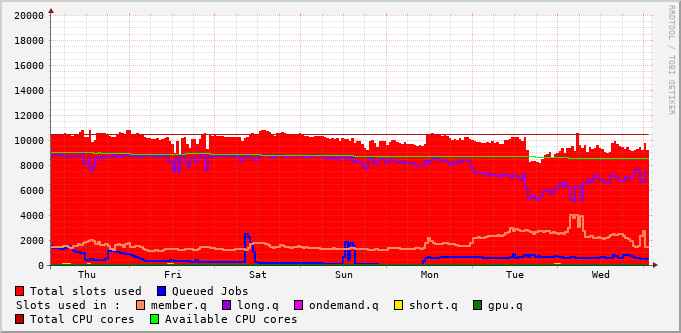 20000
18000
16000
14000
12000
10000
8000
6000
4000
2000
0
Thu Fri Sat Sun Mon Tue Wed
RRDTOOL / TOBI OETIKER
Total slots used Queued Jobs
Slots used in : member.q long.q ondemand.q short.q gpu.q
Total CPU cores Available CPU cores